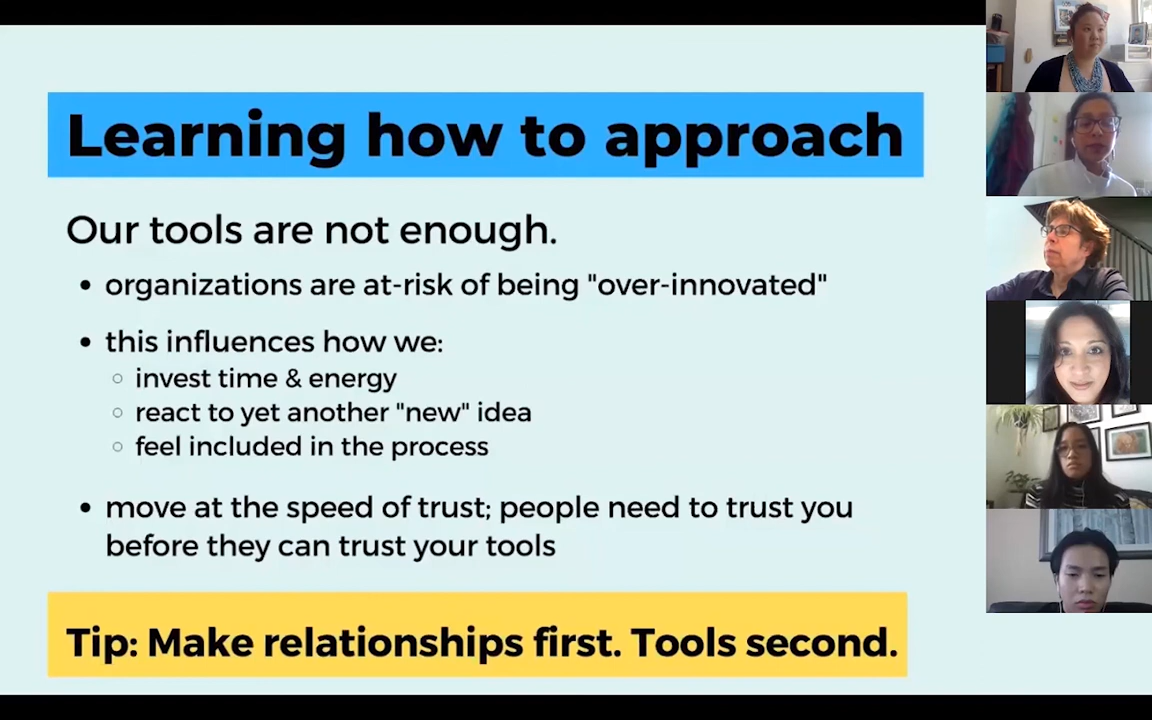 Learning how to approach
Our tools are not enough.
• organizations are at-risk of being "over-innovated"
• this influences how we:
○ invest time & energy
○ react to yet another "new" idea
○ feel included in the process
• move at the speed of trust; people need to trust you
before they can trust your tools
Tip: Make relationships first. Tools second.